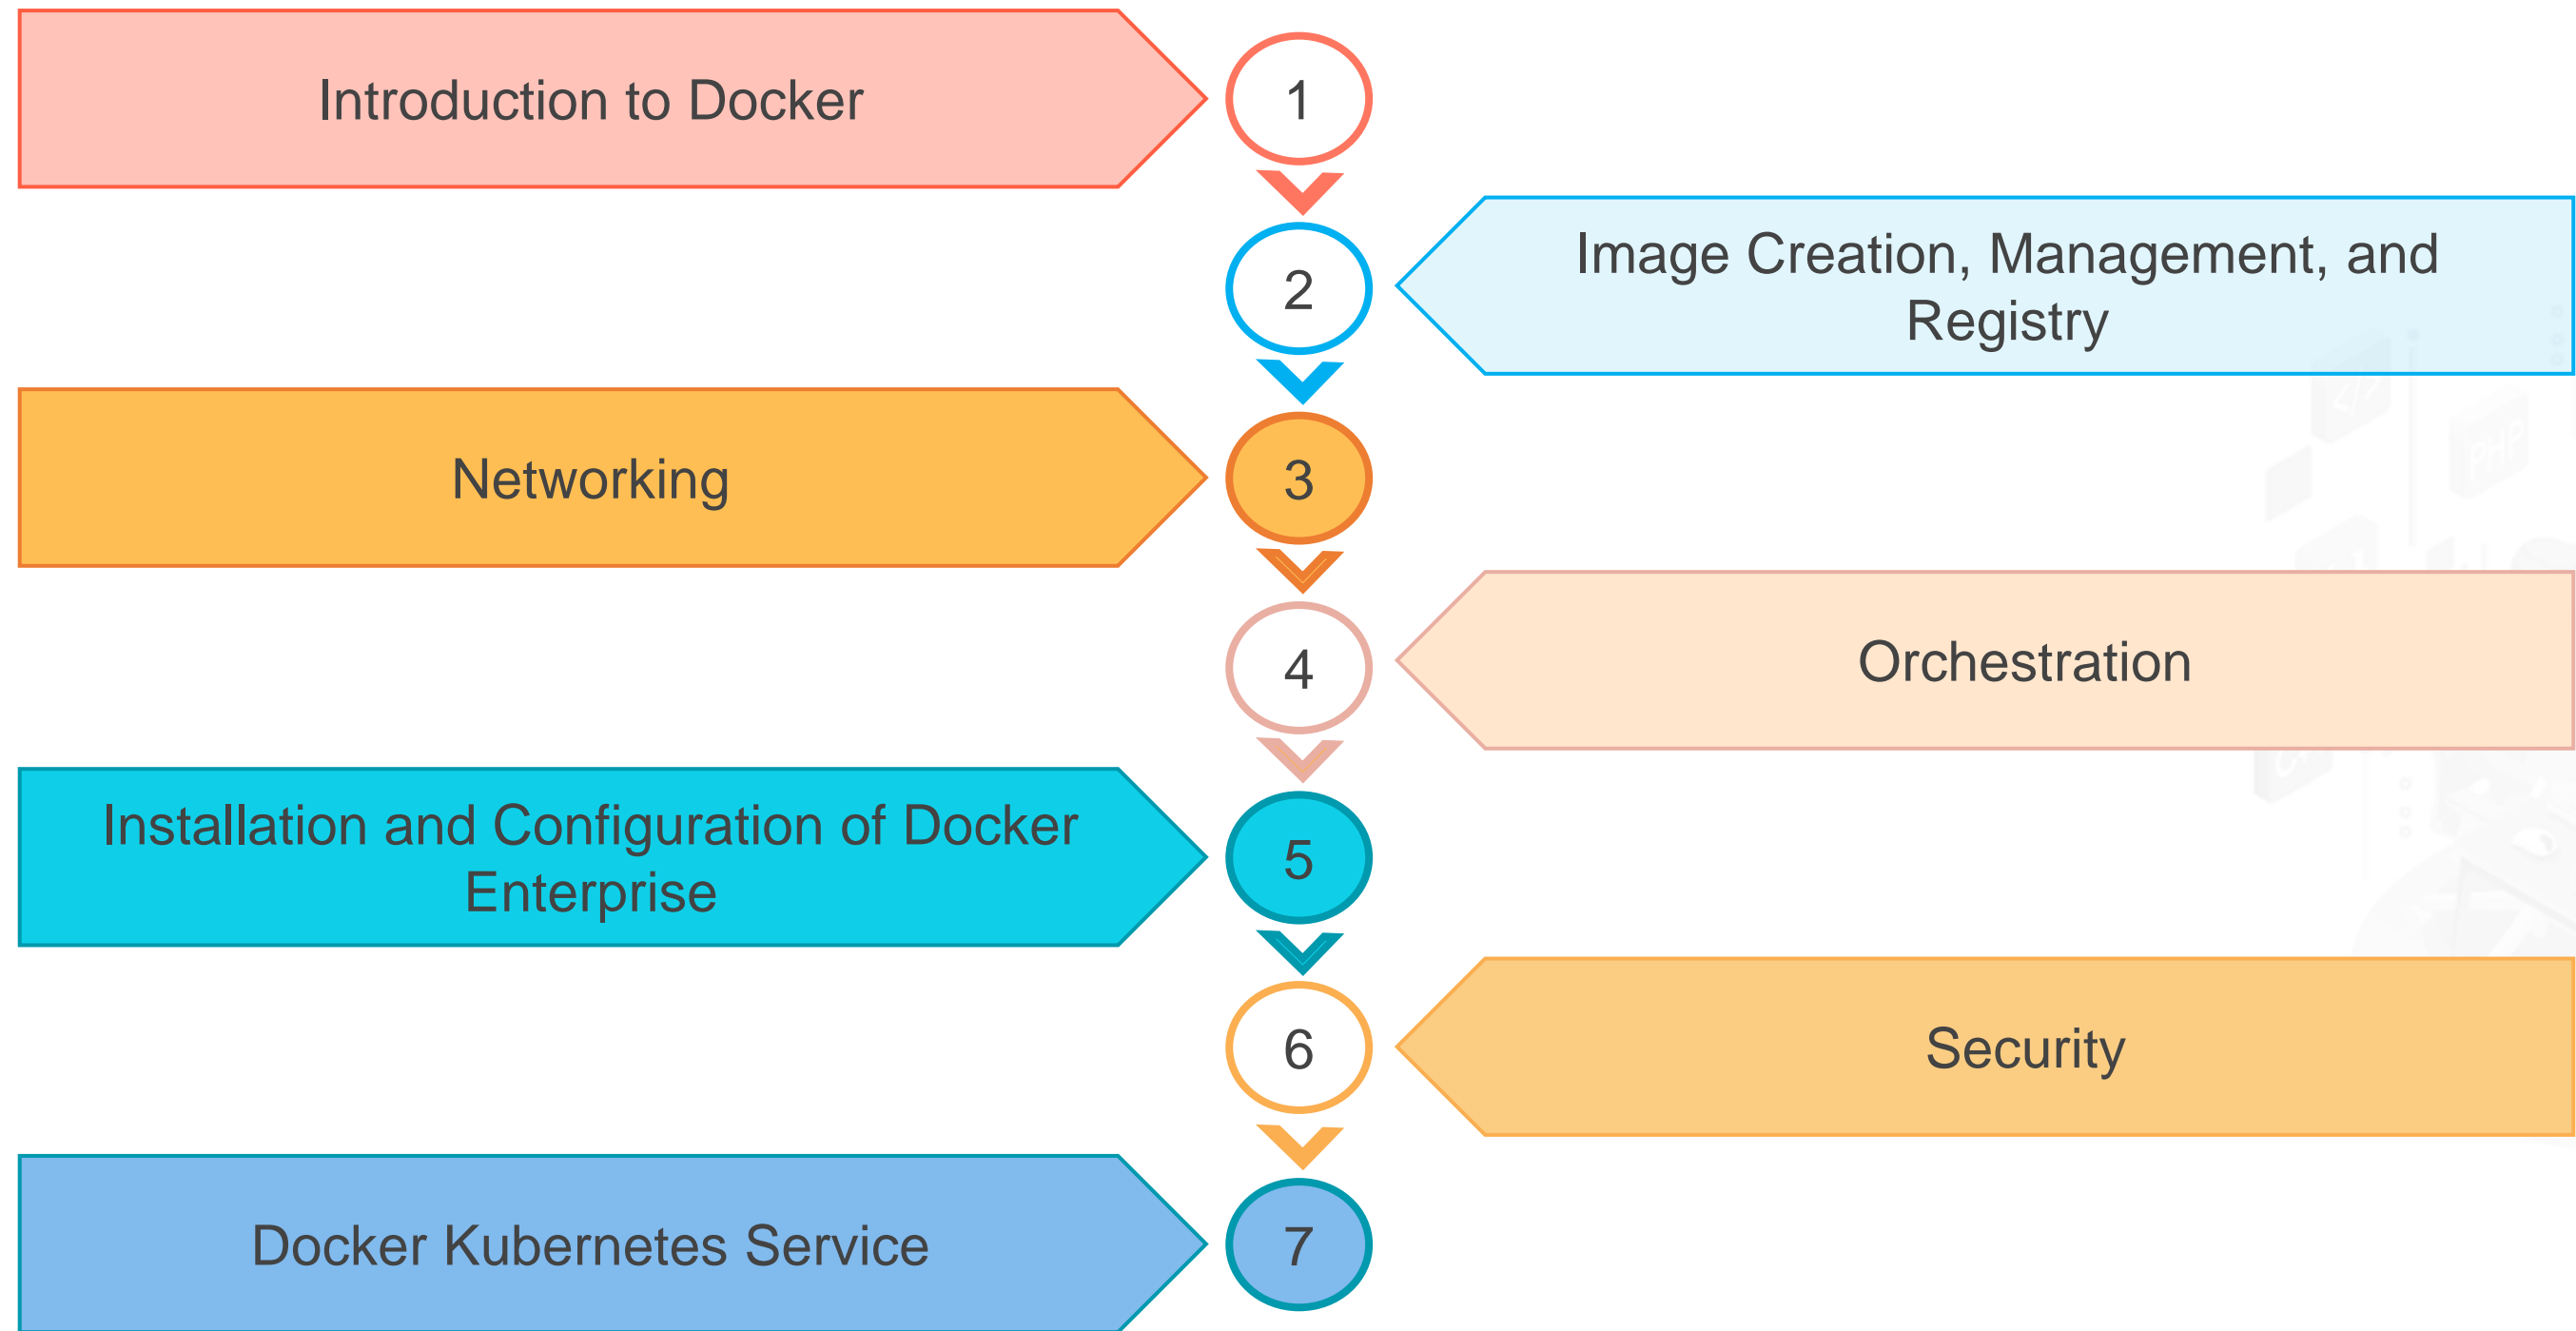 Introduction to Docker
1
2
Image Creation, Management, and
Registry
Networking
3
4
Orchestration
Installation and Configuration of Docker
Enterprise
5
6
Security
Docker Kubernetes Service
7
PHP